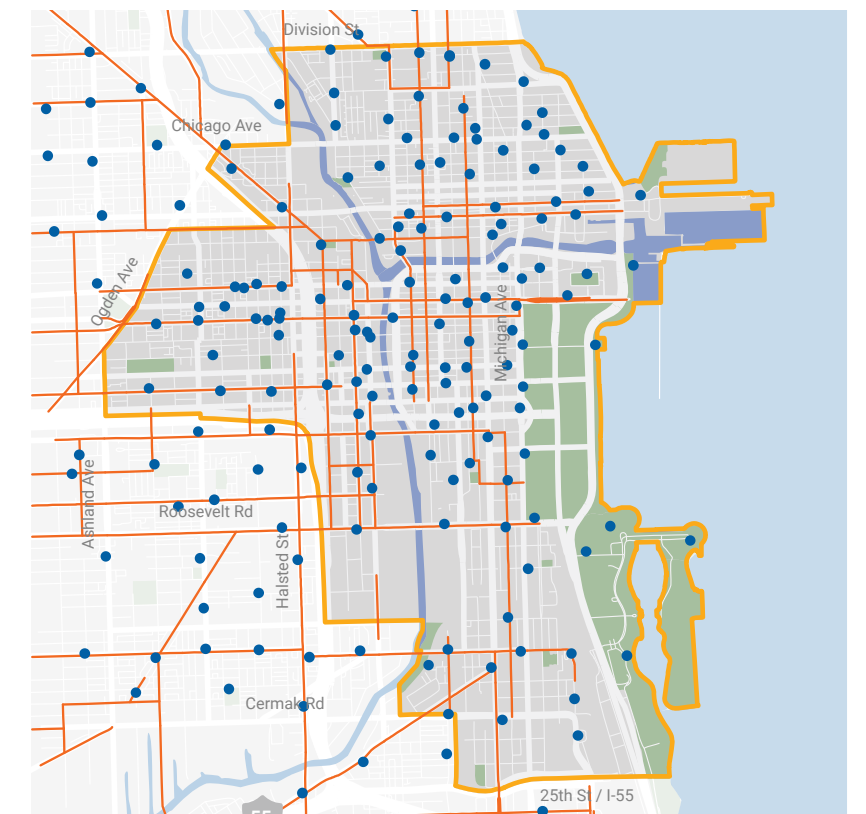 Division St
Chicago Ave
Ogden Ave
Michigan Ave
Ashland Ave
Roosevelt Rd
Halsted St
Cermak Rd
25th St / I-55
55